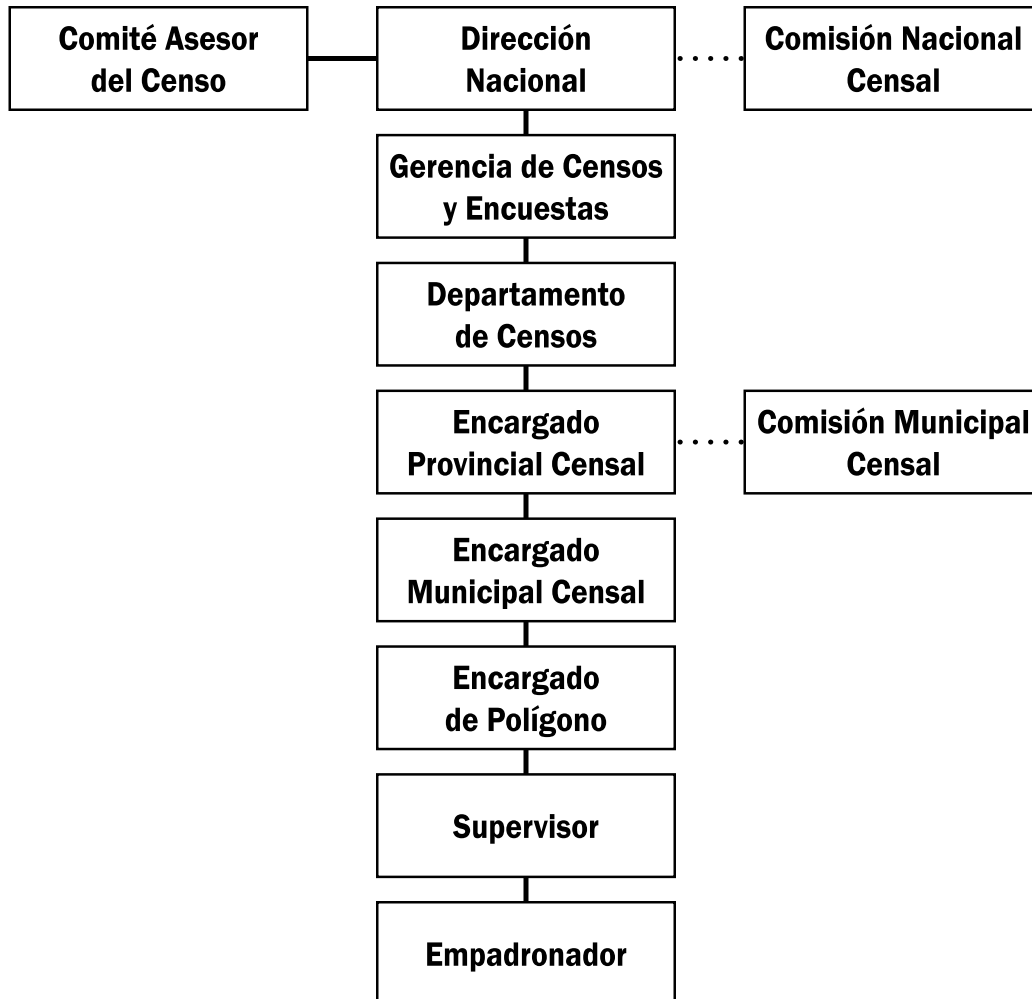 Comité Asesor
del Censo
Dirección
Nacional
Comisión Nacional
Censal
Gerencia de Censos
y Encuestas
Departamento
de Censos
Encargado
Provincial Censal
Comisión Municipal
Censal
Encargado
Municipal Censal
Encargado
de Polígono
Supervisor
Empadronador